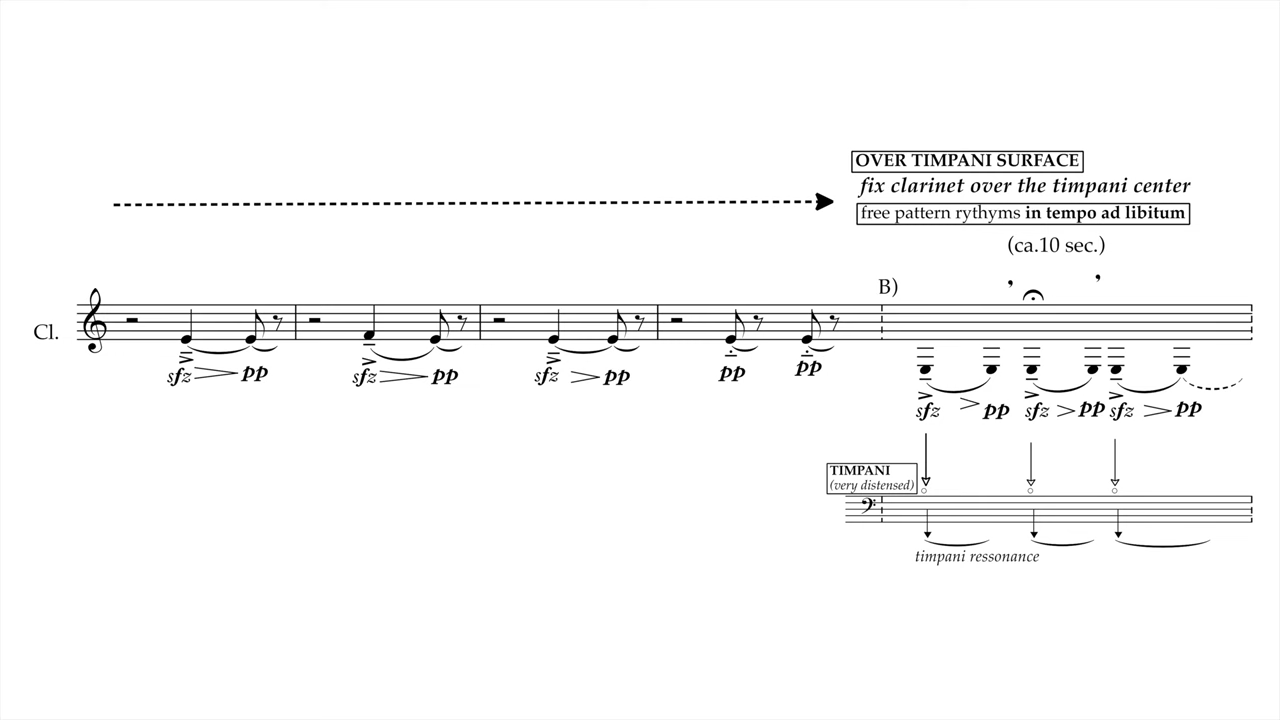 OVER TIMPANI SURFACE
fix clarinet over the timpani center
free pattern rythyms in tempo ad libitum
(ca.10 sec.)
B)
Cl.
sfz pp sfz pp sfz pp pp pp
sfz pp sfz pp sfz pp
TIMPANI
(very distensed)
timpani ressonance